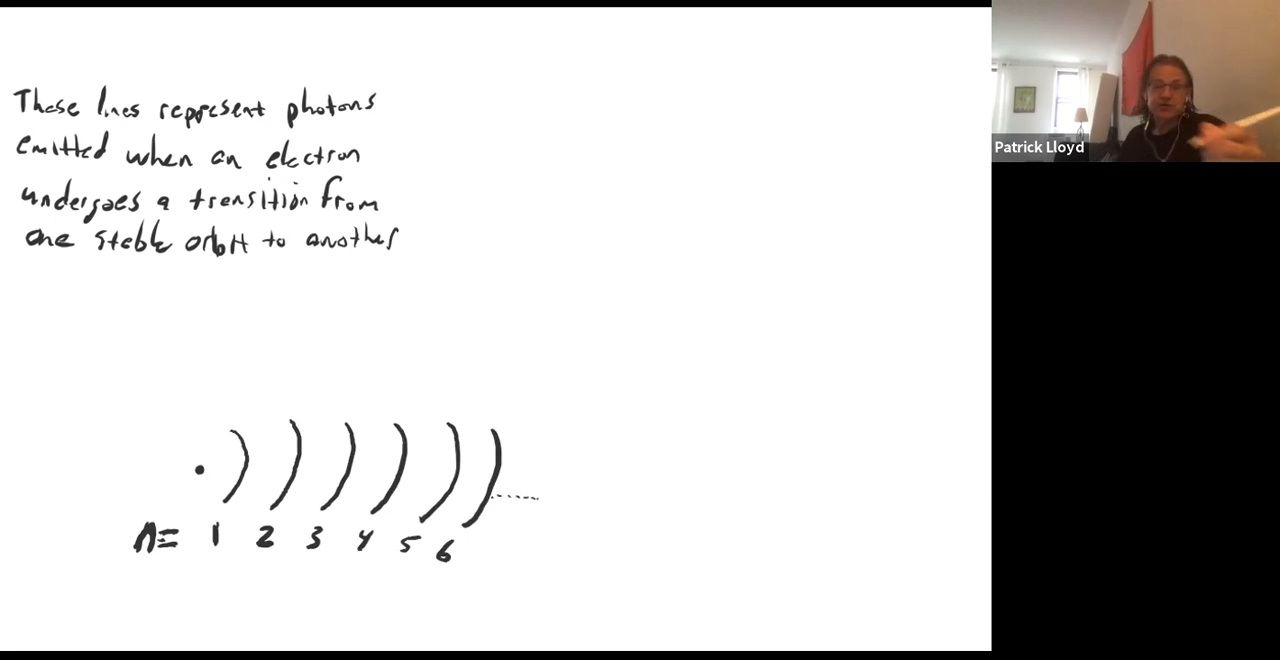 These lines represent photons
emitted when an electron
undergoes a transition from
one stable orbit to another
n= 1 2 3 4 5 6
Patrick Lloyd